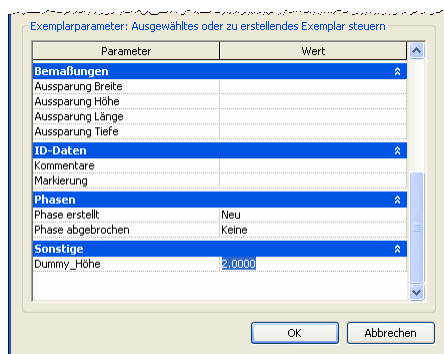 Exemplarparameter: Ausgewähltes oder zu erstellendes Exemplar steuern
Parameter Wert
Bemaßungen
Aussparung Breite
Aussparung Höhe
Aussparung Länge
Aussparung Tiefe
ID-Daten
Kommentare
Markierung
Phasen
Phase erstellt Neu
Phase abgebrochen Keine
Sonstige
Dummy_Höhe 2.0000
OK Abbrechen